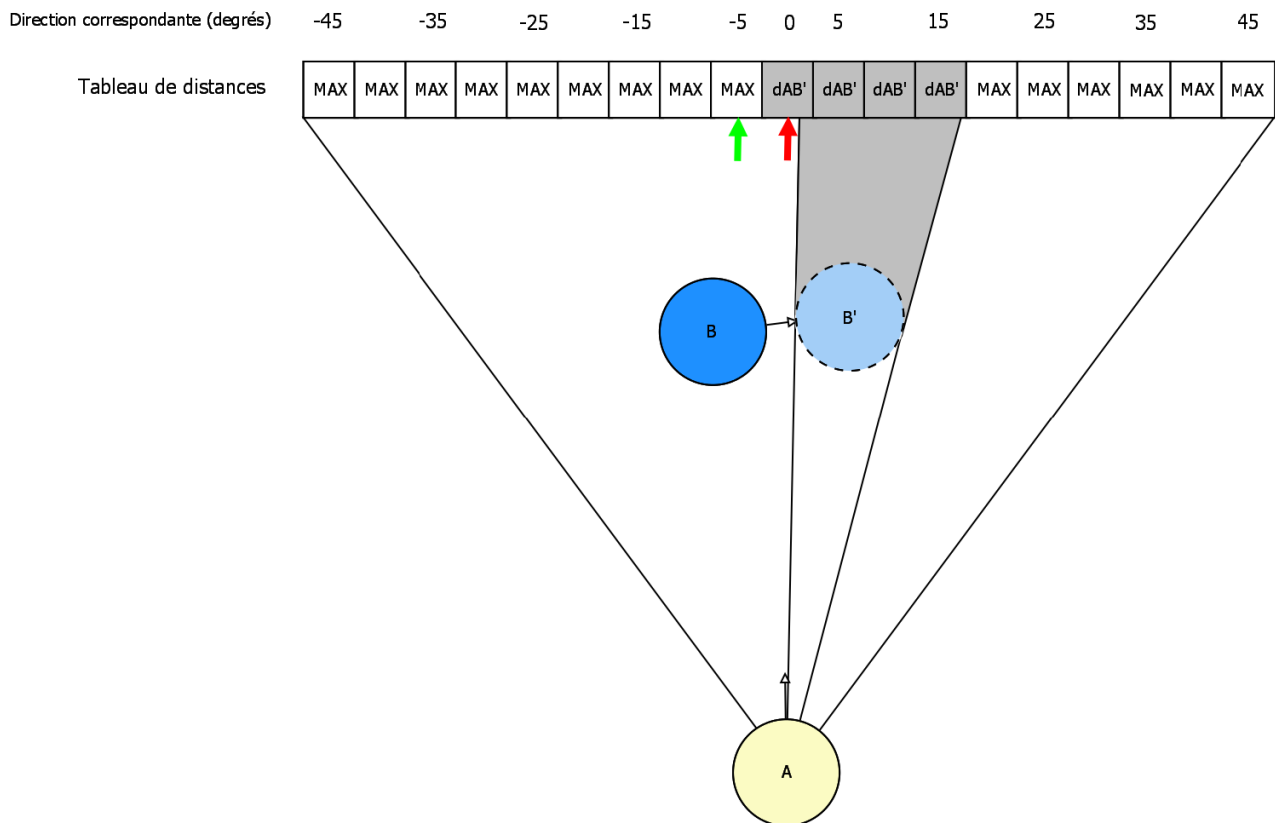 Direction correspondante (degrés) -45 -35 -25 -15 -5 0 5 15 25 35 45
Tableau de distances MAX MAX MAX MAX MAX MAX MAX MAX MAX dAB' dAB' dAB' dAB' MAX MAX MAX MAX MAX MAX
B B'
A